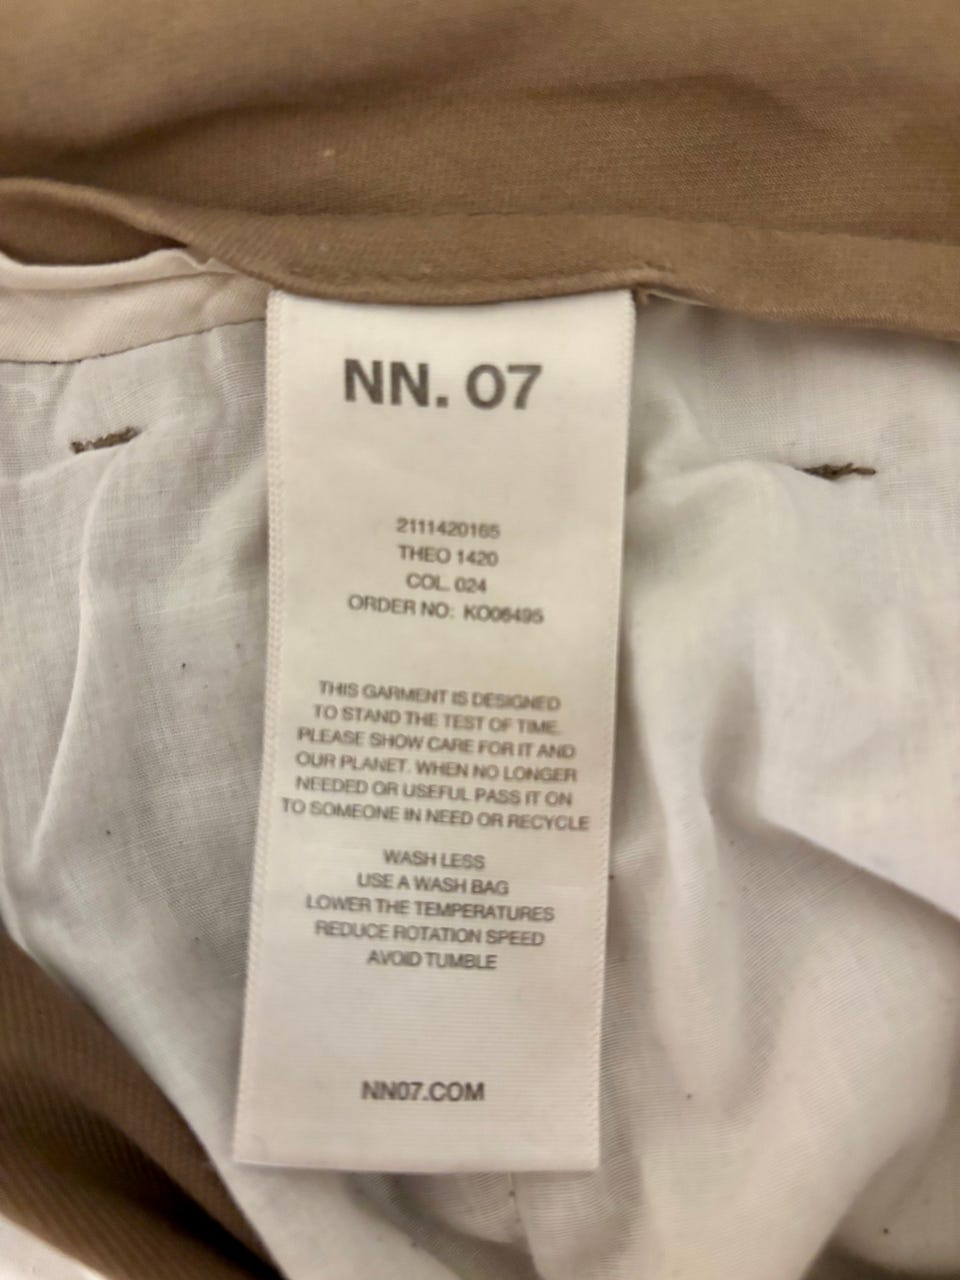 NN. 07
2111420165
THEO 1420
COL. 024
ORDER NO: KO06495
THIS GARMENT IS DESIGNED
TO STAND THE TEST OF TIME.
PLEASE SHOW CARE FOR IT AND
OUR PLANET. WHEN NO LONGER
NEEDED OR USEFUL PASS IT ON
TO SOMEONE IN NEED OR RECYCLE
WASH LESS
USE A WASH BAG
LOWER THE TEMPERATURES
REDUCE ROTATION SPEED
AVOID TUMBLE
NN07.COM